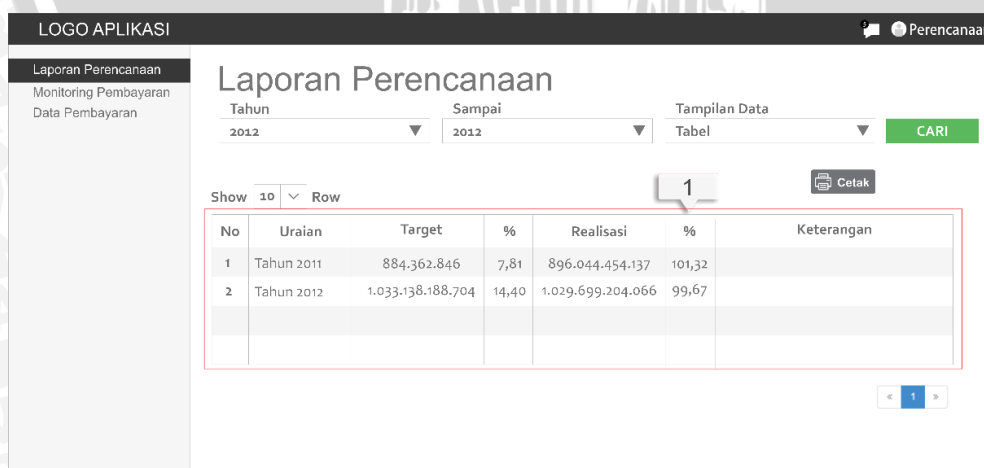 LOGO APLIKASI
Perencanaan
Laporan Perencanaan
Monitoring Pembayaran
Data Pembayaran
Laporan Perencanaan
Tahun Sampai Tampilan Data
2012 2012 Tabel CARI
Cetak
Show 10 Row
1
No Uraian Target % Realisasi % Keterangan
1 Tahun 2011 884.362.846 7,81 896.044.454.137 101,32
2 Tahun 2012 1.033.138.188.704 14,40 1.029.699.204.066 99,67
« 1 »